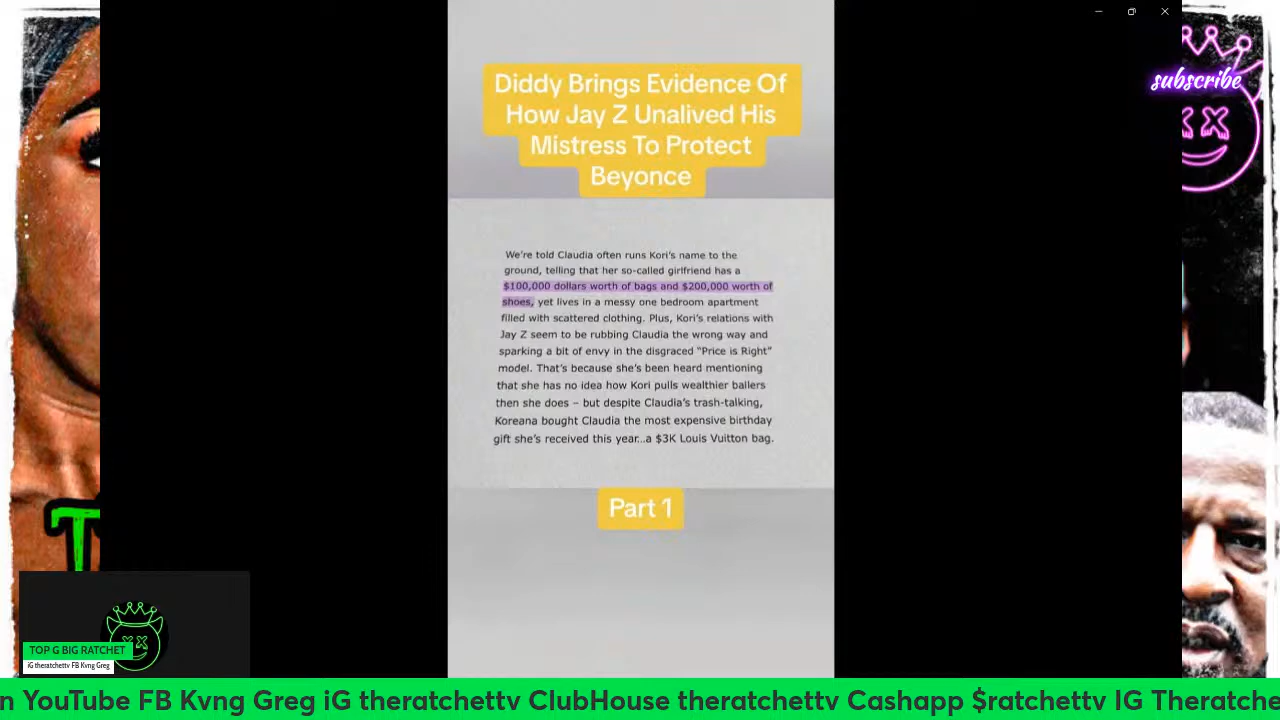 subscribe
Diddy Brings Evidence Of
How Jay Z Unalived His
Mistress To Protect
Beyonce
We're told Claudia often runs Kori's name to the
ground, telling that her so-called girlfriend has a
$100,000 dollars worth of bags and $200,000 worth of
shoes, yet lives in a messy one bedroom apartment
filled with scattered clothing. Plus, Kori's relations with
Jay Z seem to be rubbing Claudia the wrong way and
sparking a bit of envy in the disgraced "Price is Right"
model. That's because she's been heard mentioning
that she has no idea how Kori pulls wealthier ballers
then she does – but despite Claudia's trash-talking,
Koreana bought Claudia the most expensive birthday
gift she's received this year...a $3K Louis Vuitton bag.
Part 1
TOP G BIG RATCHET
iG theratchettv FB Kvng Greg
n YouTube FB Kvng Greg iG theratchettv ClubHouse theratchettv Cashapp $ratchettv IG Theratche